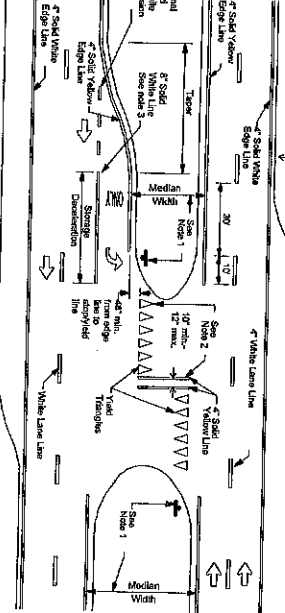 4" Solid White
Edge Line
4" Solid Yellow
Edge Line
8" Solid
White Line
See note 3
Taper
4" Solid Yellow
Edge Line
4" Solid White
Edge Line
Storage
Deceleration
ONLY
Median
Width
See
Note 1
30'
10'
48" min.
from edge
line to
stop/yield
line
See
Note 2
10" min.-
12" max.
4" Solid
Yellow Line
4" White Lane Line
Yield
Triangles
White Lane Line
See
Note 1
Median
Width